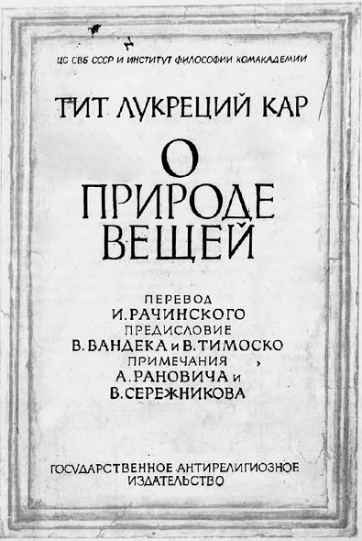 ЦС СВБ СССР И ИНСТИТУТ ФИЛОСОФИИ КОМАКАДЕМИИ
ТИТ ЛУКРЕЦИЙ КАР
О
ПРИРОДЕ
ВЕЩЕЙ
ПЕРЕВОД
И. РАЧИНСКОГО
ПРЕДИСЛОВИЕ
В. ВАНДЕКА И В. ТИМОСКО
ПРИМЕЧАНИЯ
А. РАНОВИЧА И
В. СЕРЕЖНИКОВА
ГОСУДАРСТВЕННОЕ АНТИРЕЛИГИОЗНОЕ
ИЗДАТЕЛЬСТВО